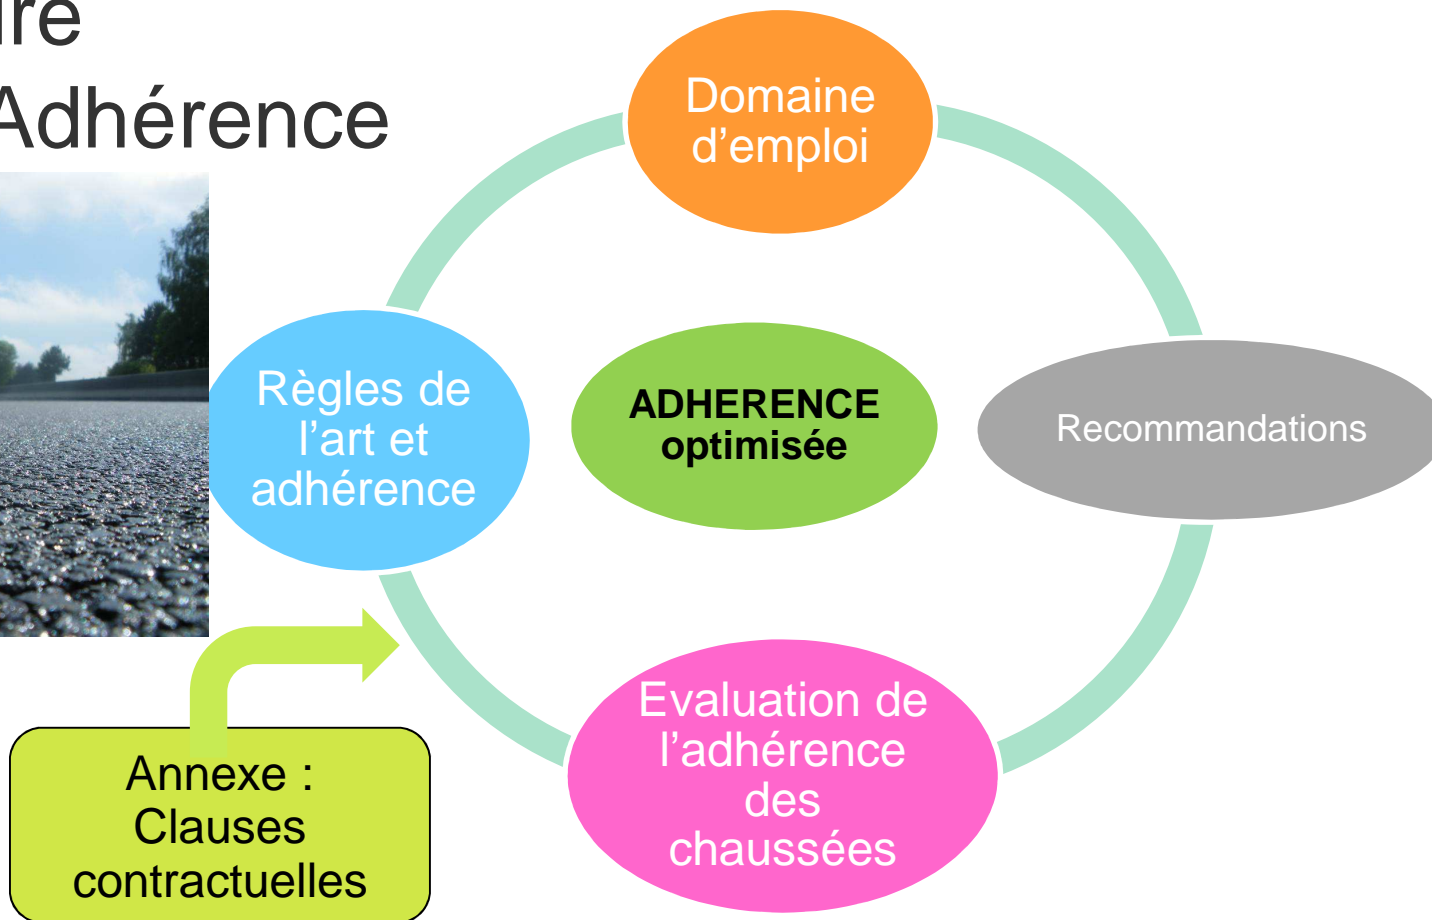 Adhérence
Domaine
d’emploi
Règles de
l’art et
adhérence
ADHERENCE
optimisée
Recommandations
Evaluation de
l’adhérence
des
chaussées
Annexe :
Clauses
contractuelles